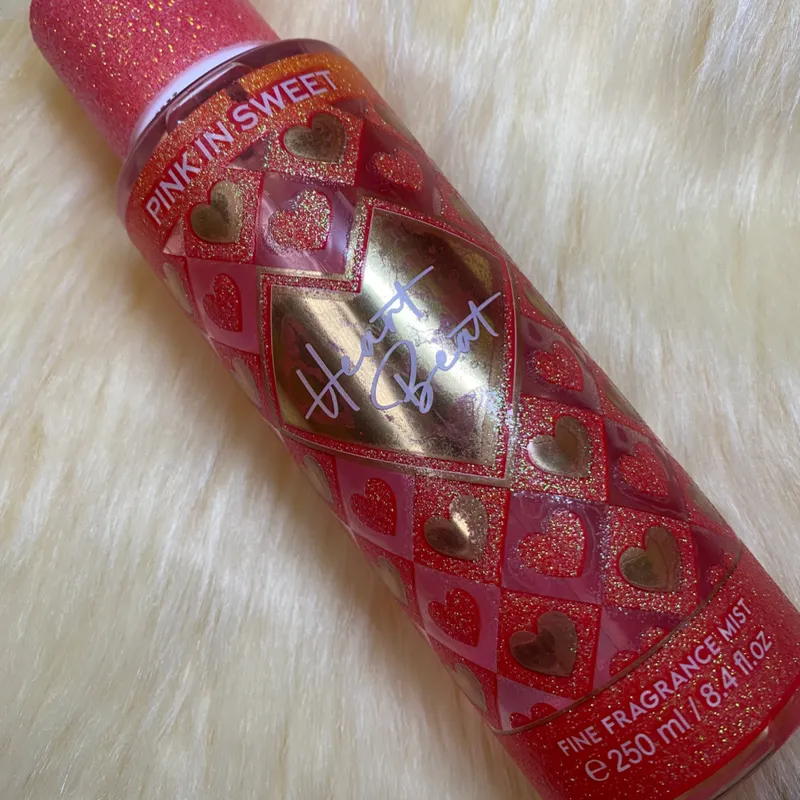 PINK IN SWEET
Heart
Beat
FINE FRAGRANCE MIST
℮ 250 ml / 8.4 fl.oz